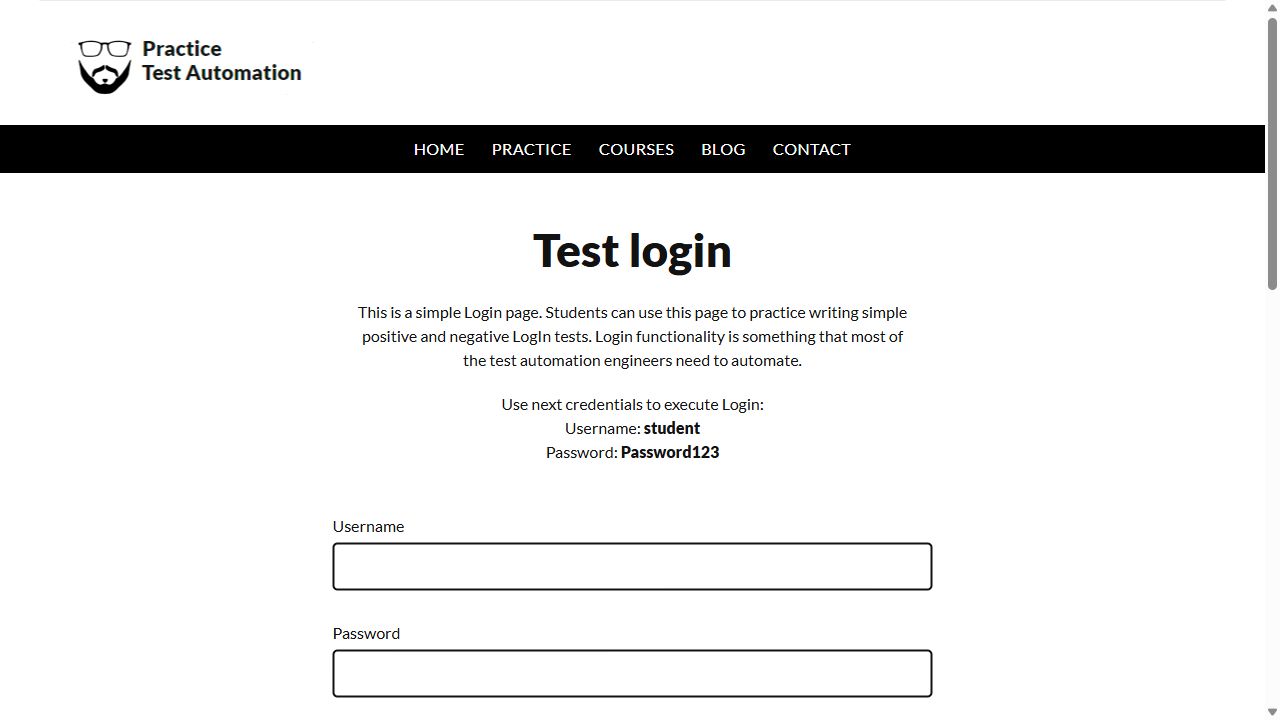 Practice
Test Automation
HOME PRACTICE COURSES BLOG CONTACT
Test login
This is a simple Login page. Students can use this page to practice writing simple
positive and negative LogIn tests. Login functionality is something that most of
the test automation engineers need to automate.
Use next credentials to execute Login:
Username: student
Password: Password123
Username
Password